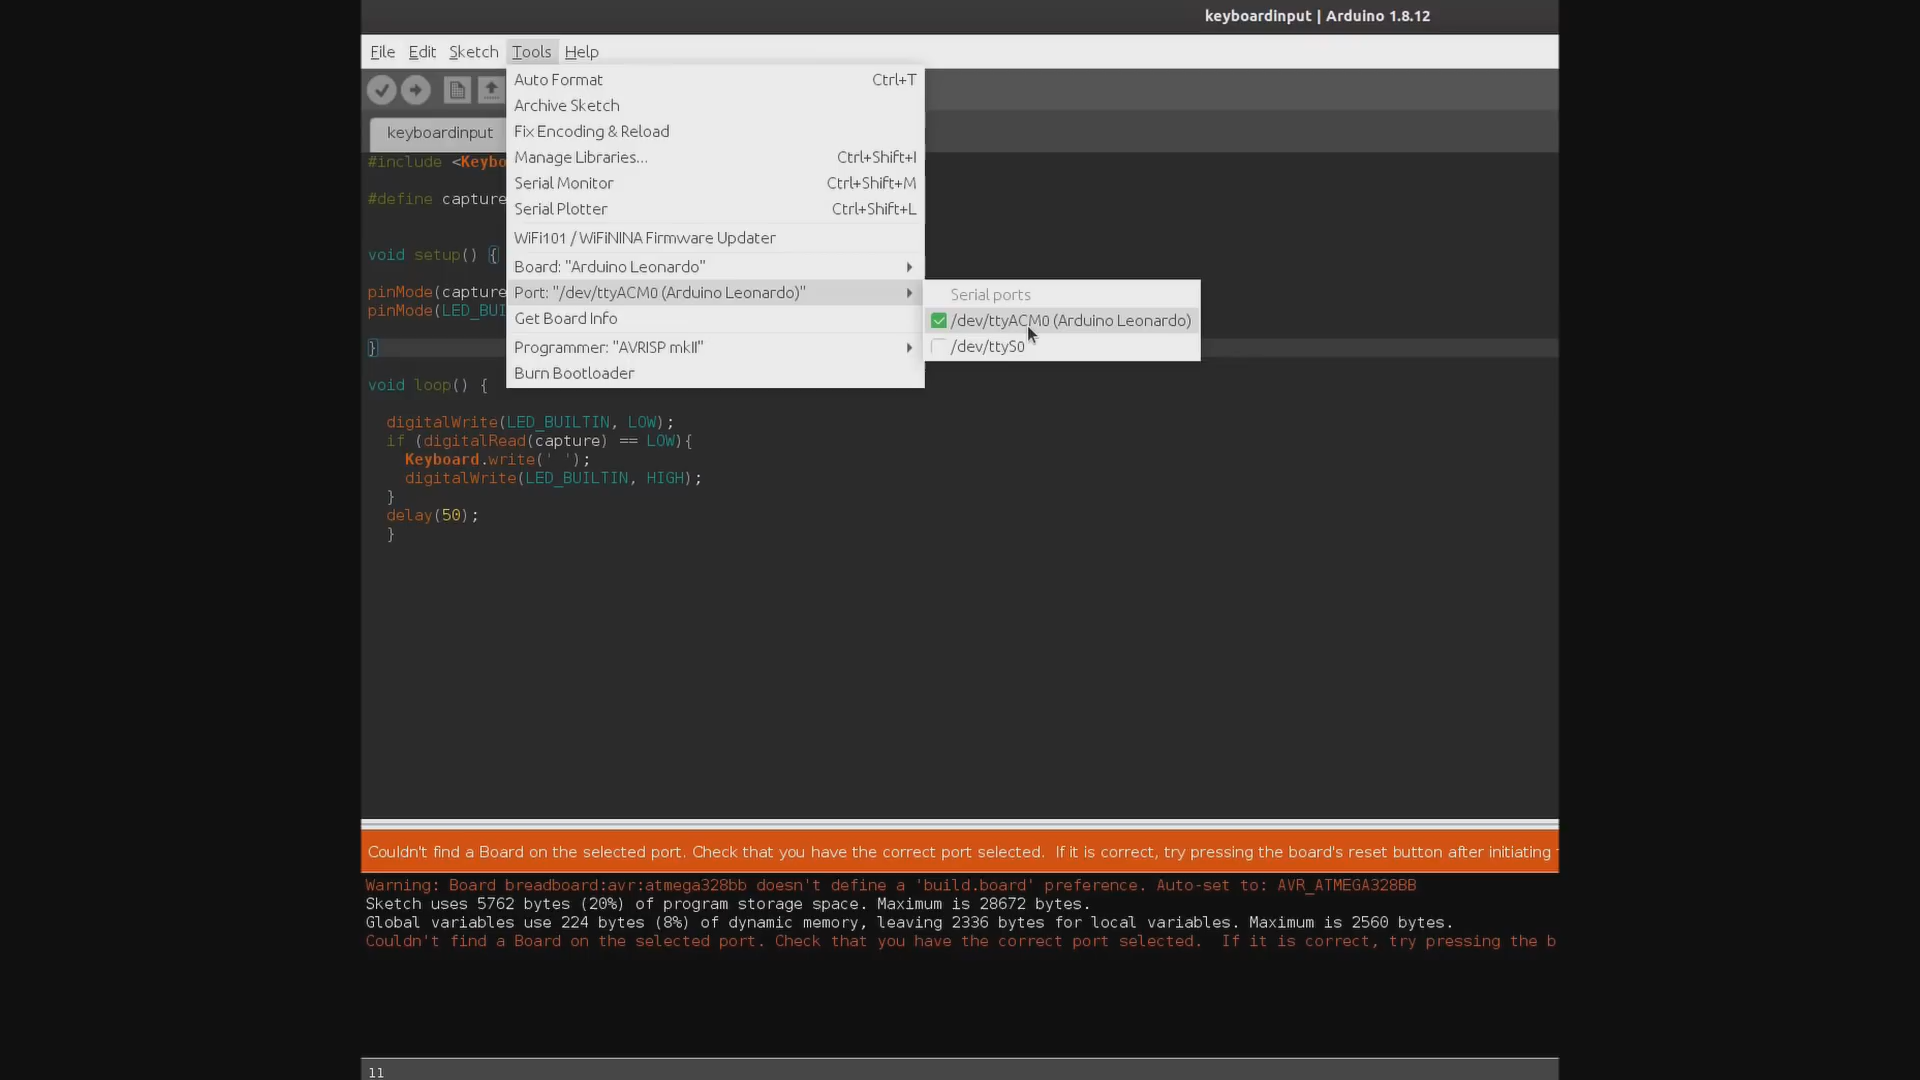 keyboardinput | Arduino 1.8.12
File Edit Sketch Tools Help
Auto Format Ctrl+T
Archive Sketch
Fix Encoding & Reload
Manage Libraries... Ctrl+Shift+I
Serial Monitor Ctrl+Shift+M
Serial Plotter Ctrl+Shift+L
WiFi101 / WiFiNINA Firmware Updater
Board: "Arduino Leonardo"
Port: "/dev/ttyACM0 (Arduino Leonardo)"
Get Board Info
Programmer: "AVRISP mkII"
Burn Bootloader
Serial ports
/dev/ttyACM0 (Arduino Leonardo)
/dev/ttyS0
keyboardinput
#include <Keybo
#define capture
void setup() {
pinMode(capture
pinMode(LED_BUI
}
void loop() {
digitalWrite(LED_BUILTIN, LOW);
if (digitalRead(capture) == LOW){
Keyboard.write(' ');
digitalWrite(LED_BUILTIN, HIGH);
}
delay(50);
}
Couldn't find a Board on the selected port. Check that you have the correct port selected. If it is correct, try pressing the board's reset button after initiating
Warning: Board breadboard:avr:atmega328bb doesn't define a 'build.board' preference. Auto-set to: AVR_ATMEGA328BB
Sketch uses 5762 bytes (20%) of program storage space. Maximum is 28672 bytes.
Global variables use 224 bytes (8%) of dynamic memory, leaving 2336 bytes for local variables. Maximum is 2560 bytes.
Couldn't find a Board on the selected port. Check that you have the correct port selected. If it is correct, try pressing the b
11